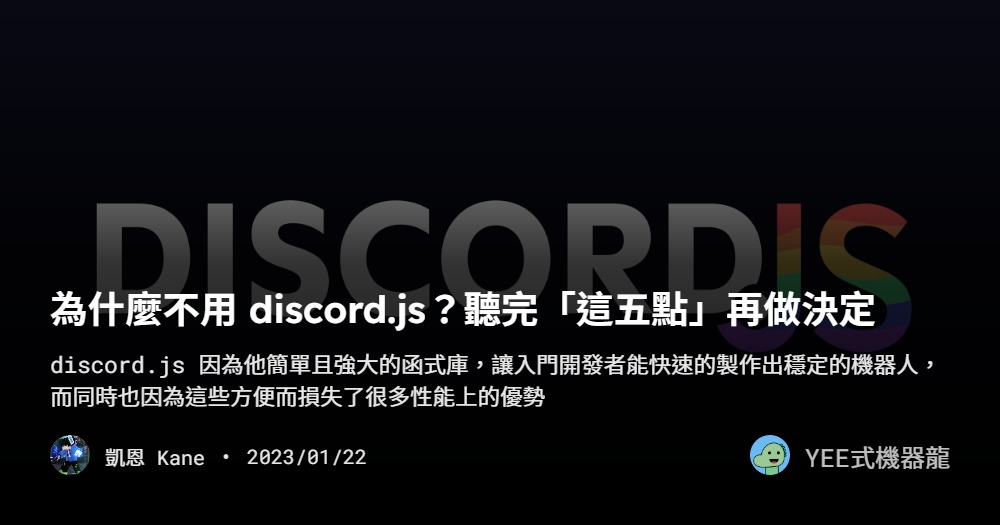 DISCORDJS
為什麼不用 discord.js？聽完「這五點」再做決定
discord.js 因為他簡單且強大的函式庫，讓入門開發者能快速的製作出穩定的機器人，
而同時也因為這些方便而損失了很多性能上的優勢
凱恩 Kane • 2023/01/22
YEE式機器龍